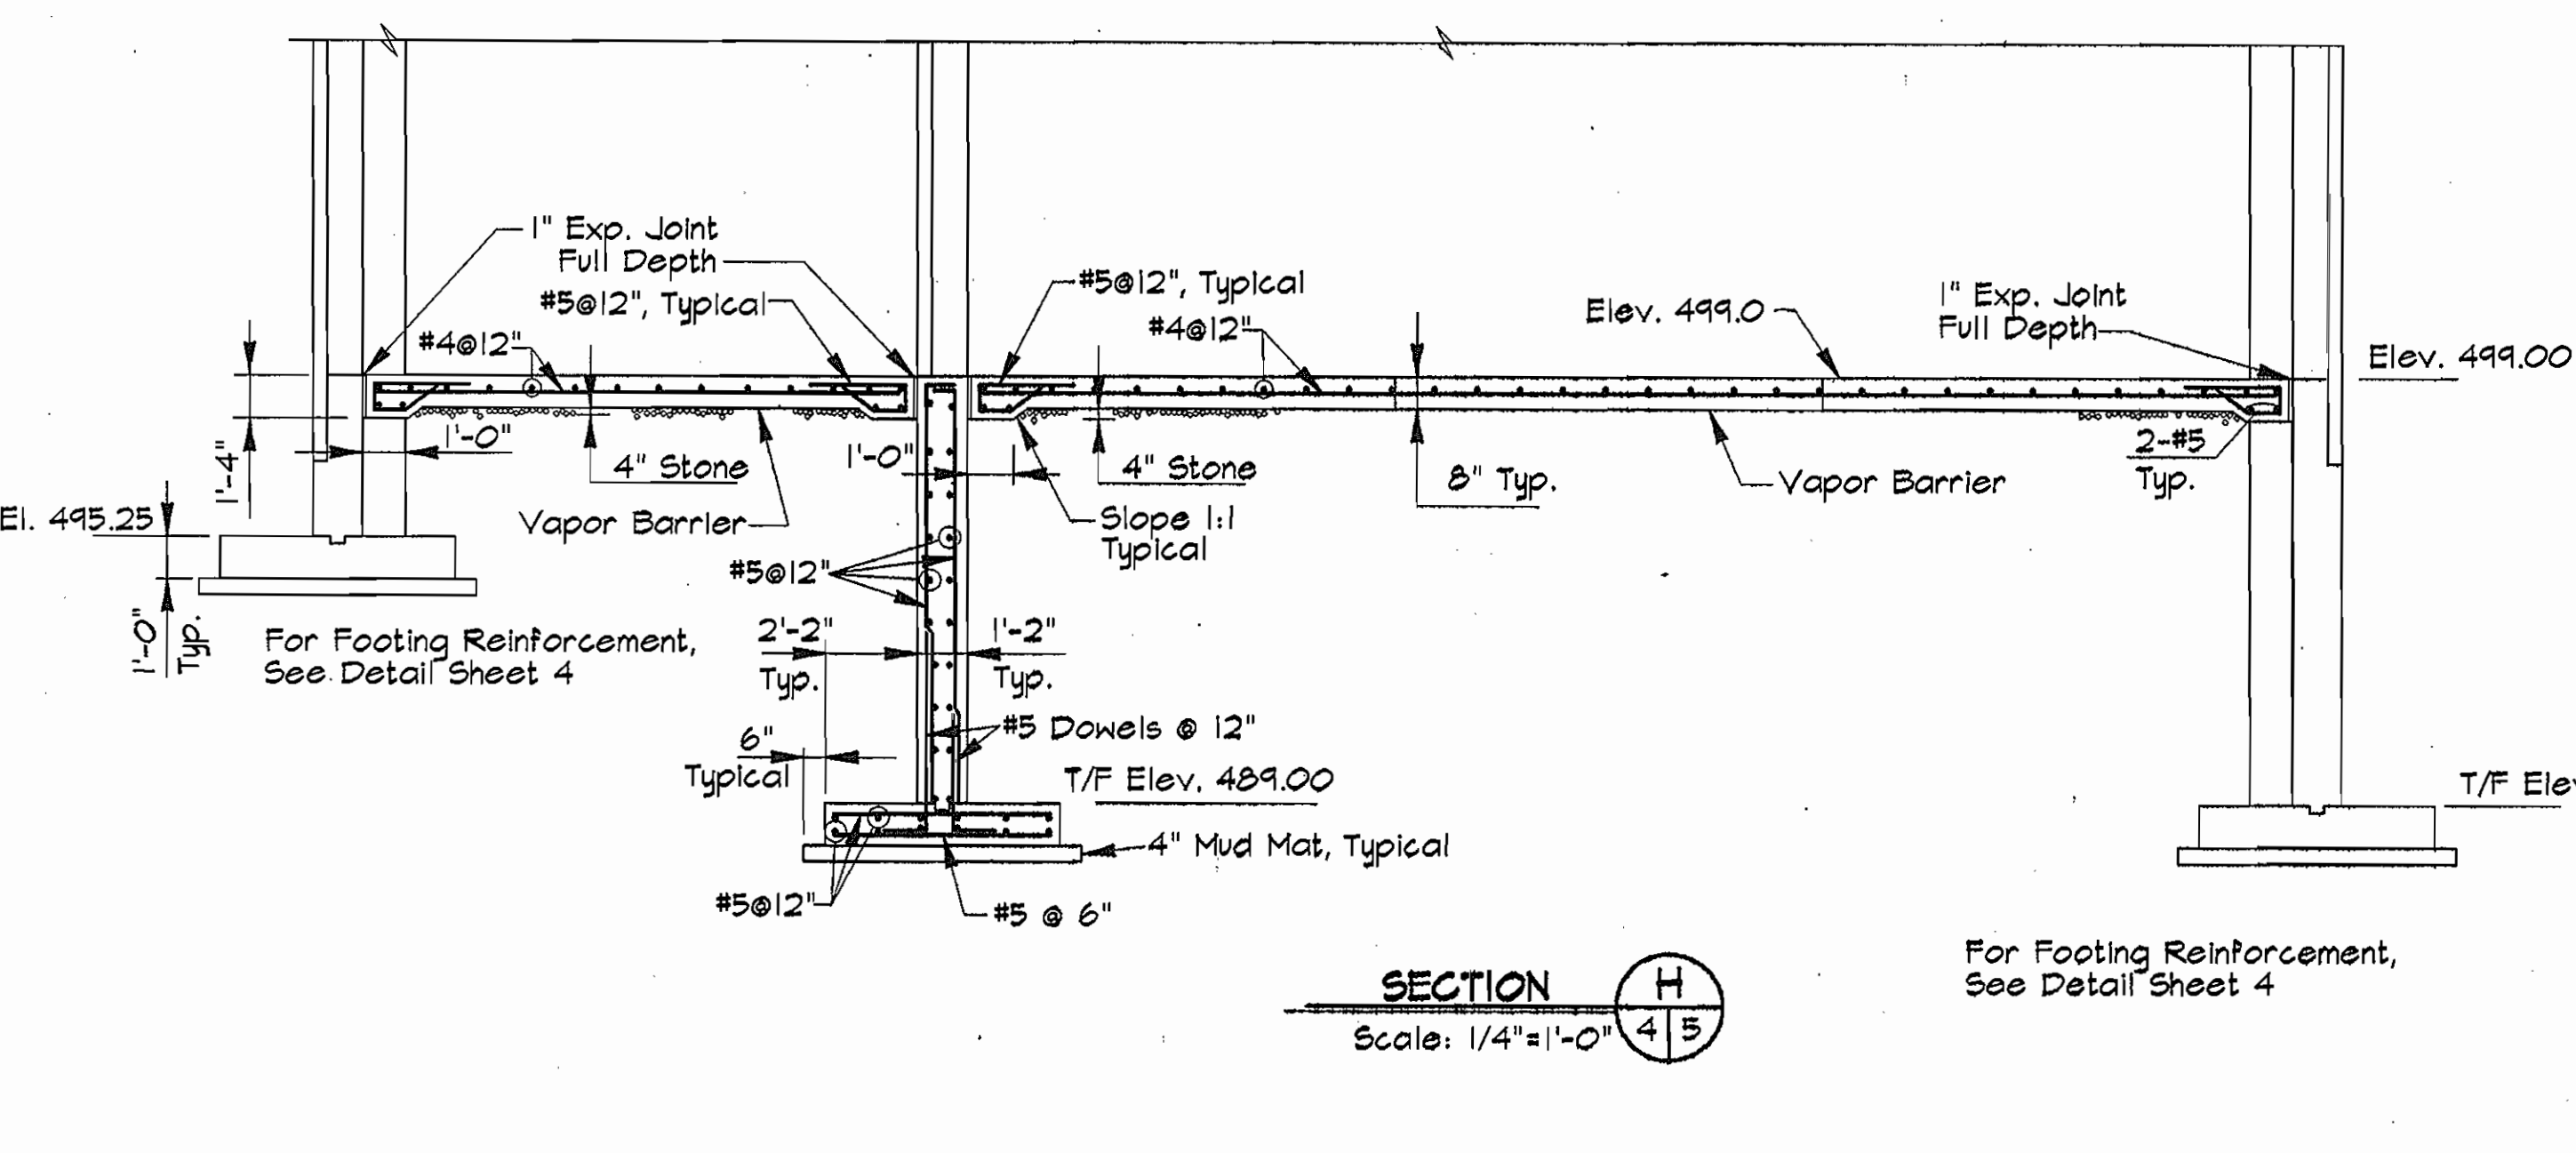 1" Exp. Joint
Full Depth
#5@12", Typical
#4@12"
#5@12", Typical
#4@12"
Elev. 499.0
1" Exp. Joint
Full Depth
Elev. 499.00
1'-4"
1'-0"
4" Stone
1'-0"
4" Stone
8" Typ.
Vapor Barrier
2-#5
Typ.
El. 495.25
Vapor Barrier
Slope 1:1
Typical
#5@12"
1'-0"
Typ.
For Footing Reinforcement,
See Detail Sheet 4
2'-2"
Typ.
1'-2"
Typ.
#5 Dowels @ 12"
6"
Typical
T/F Elev. 489.00
T/F Elev
4" Mud Mat, Typical
#5@12"
#5 @ 6"
SECTION
H
Scale: 1/4"=1'-0"
4 5
For Footing Reinforcement,
See Detail Sheet 4